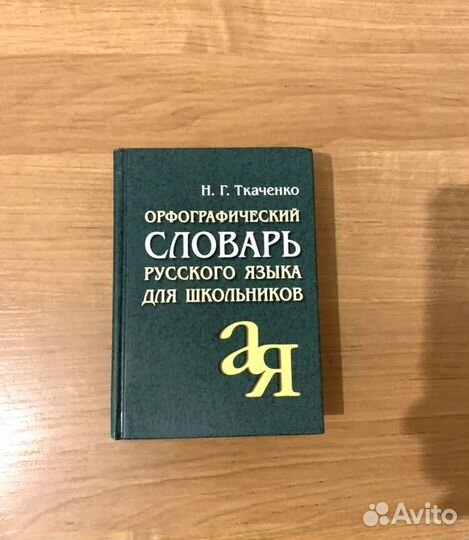 Н. Г. Ткаченко
ОРФОГРАФИЧЕСКИЙ
СЛОВАРЬ
РУССКОГО ЯЗЫКА
ДЛЯ ШКОЛЬНИКОВ
а Я
Avito